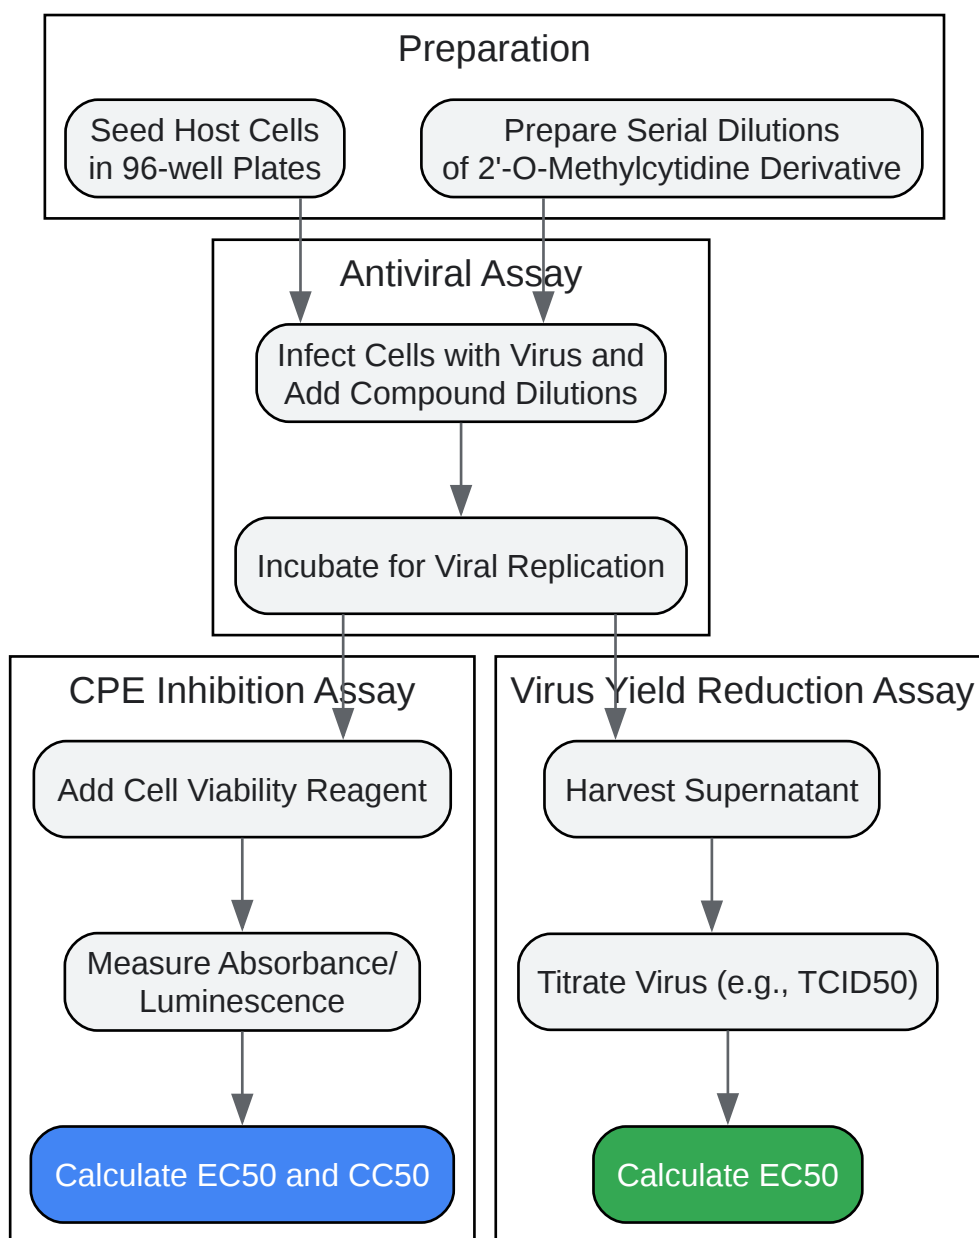 Preparation
Seed Host Cells
in 96-well Plates
Prepare Serial Dilutions
of 2'-O-Methylcytidine Derivative
Antiviral Assay
Infect Cells with Virus and
Add Compound Dilutions
Incubate for Viral Replication
CPE Inhibition Assay
Add Cell Viability Reagent
Measure Absorbance/
Luminescence
Calculate EC50 and CC50
Virus Yield Reduction Assay
Harvest Supernatant
Titrate Virus (e.g., TCID50)
Calculate EC50